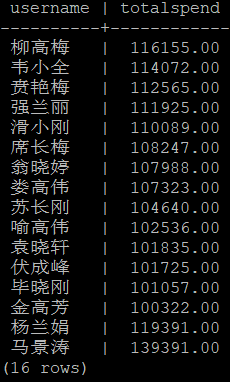 username | totalspend
----------+------------
柳高梅 | 116155.00
韦小全 | 114072.00
贲艳梅 | 112565.00
强兰丽 | 111925.00
滑小刚 | 110089.00
席长梅 | 108247.00
翁晓婷 | 107988.00
娄高伟 | 107323.00
苏长刚 | 104640.00
喻高伟 | 102536.00
袁晓轩 | 101835.00
伏成峰 | 101725.00
毕晓刚 | 101057.00
金高芳 | 100322.00
杨兰娟 | 119391.00
马景涛 | 139391.00
(16 rows)